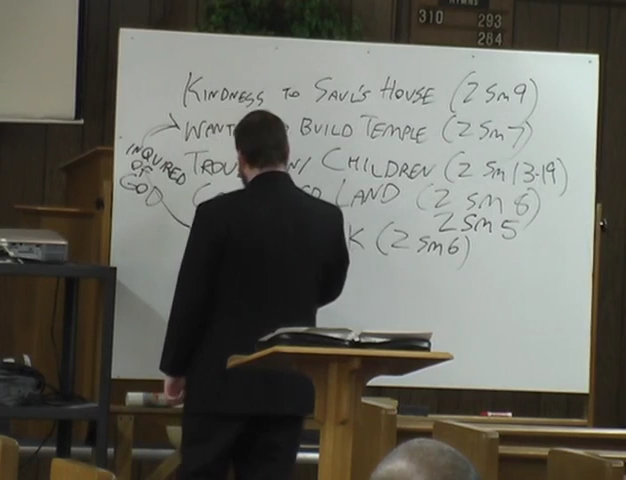 HYMNS
310 293
284
KINDNESS TO SAUL'S HOUSE (2 Sm 9)
WANT BUILD TEMPLE (2 Sm 7)
INQUIRED OF GOD
TROU W/ CHILDREN (2 Sm 13-19)
LAND (2 Sm 8)
2 Sm 5
K (2 Sm 6)